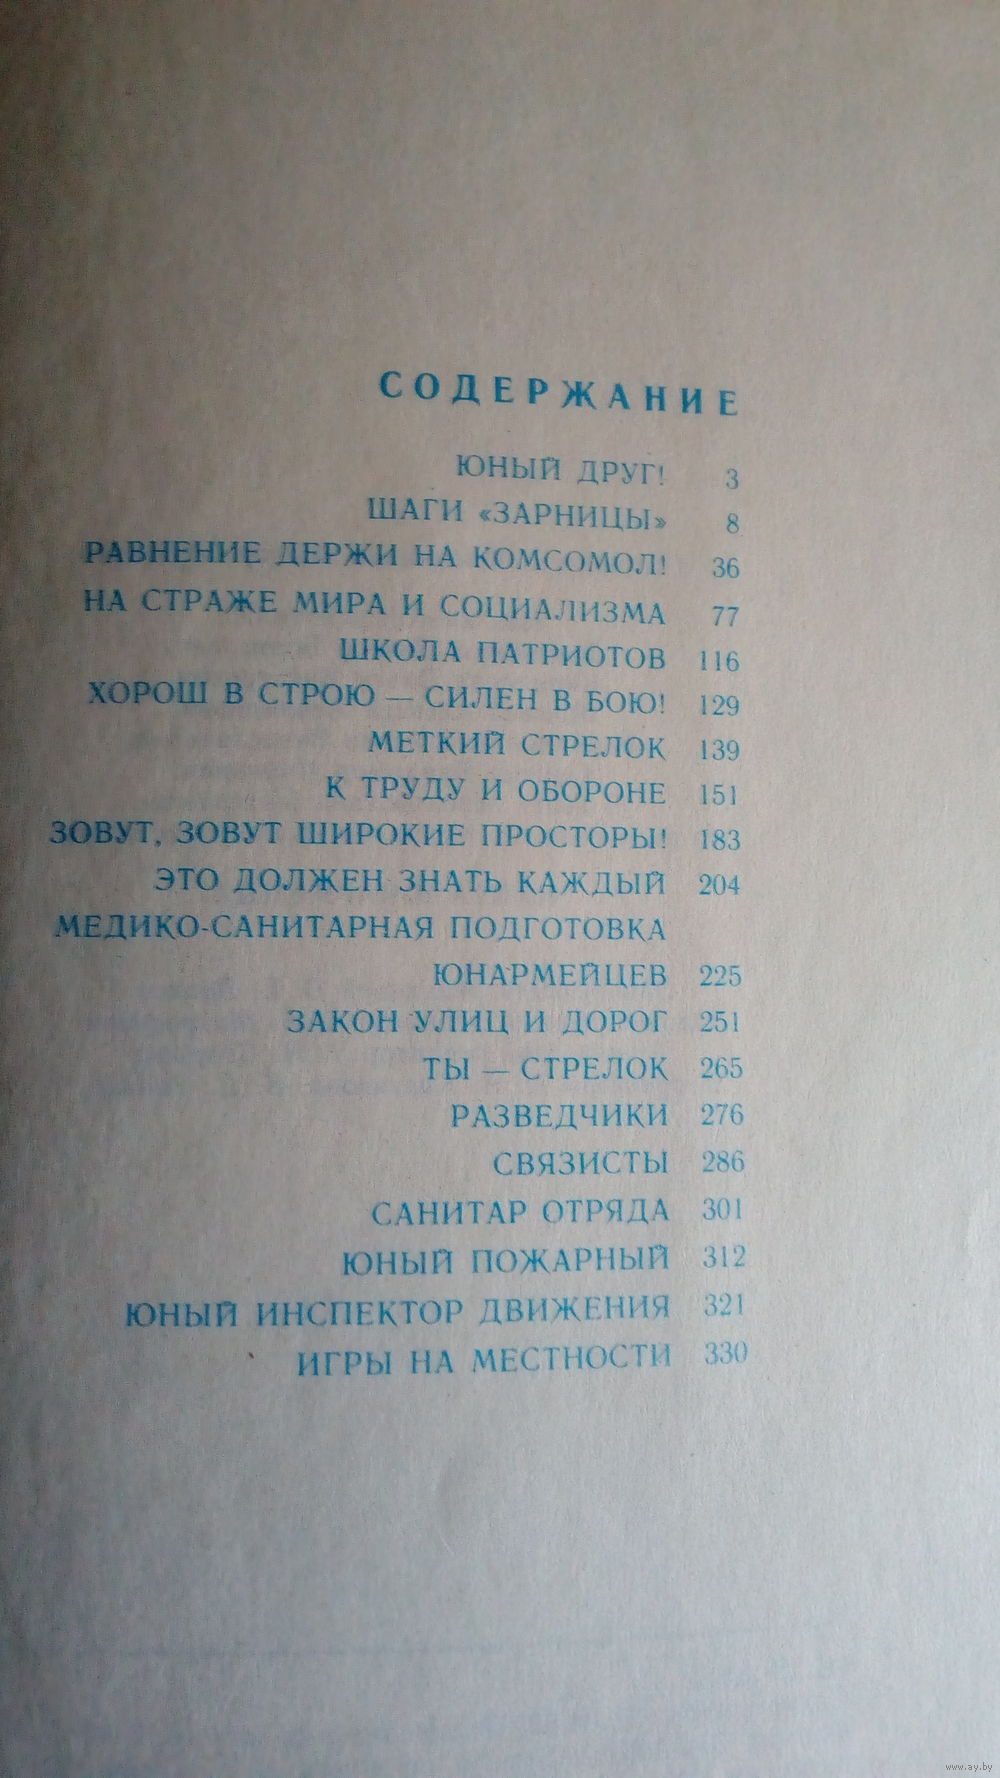 СОДЕРЖАНИЕ
ЮНЫЙ ДРУГ! 3
ШАГИ «ЗАРНИЦЫ» 8
РАВНЕНИЕ ДЕРЖИ НА КОМСОМОЛ! 36
НА СТРАЖЕ МИРА И СОЦИАЛИЗМА 77
ШКОЛА ПАТРИОТОВ 116
ХОРОШ В СТРОЮ — СИЛЕН В БОЮ! 129
МЕТКИЙ СТРЕЛОК 139
К ТРУДУ И ОБОРОНЕ 151
ЗОВУТ, ЗОВУТ ШИРОКИЕ ПРОСТОРЫ! 183
ЭТО ДОЛЖЕН ЗНАТЬ КАЖДЫЙ 204
МЕДИКО-САНИТАРНАЯ ПОДГОТОВКА
ЮНАРМЕЙЦЕВ 225
ЗАКОН УЛИЦ И ДОРОГ 251
ТЫ — СТРЕЛОК 265
РАЗВЕДЧИКИ 276
СВЯЗИСТЫ 286
САНИТАР ОТРЯДА 301
ЮНЫЙ ПОЖАРНЫЙ 312
ЮНЫЙ ИНСПЕКТОР ДВИЖЕНИЯ 321
ИГРЫ НА МЕСТНОСТИ 330
www.ay.by